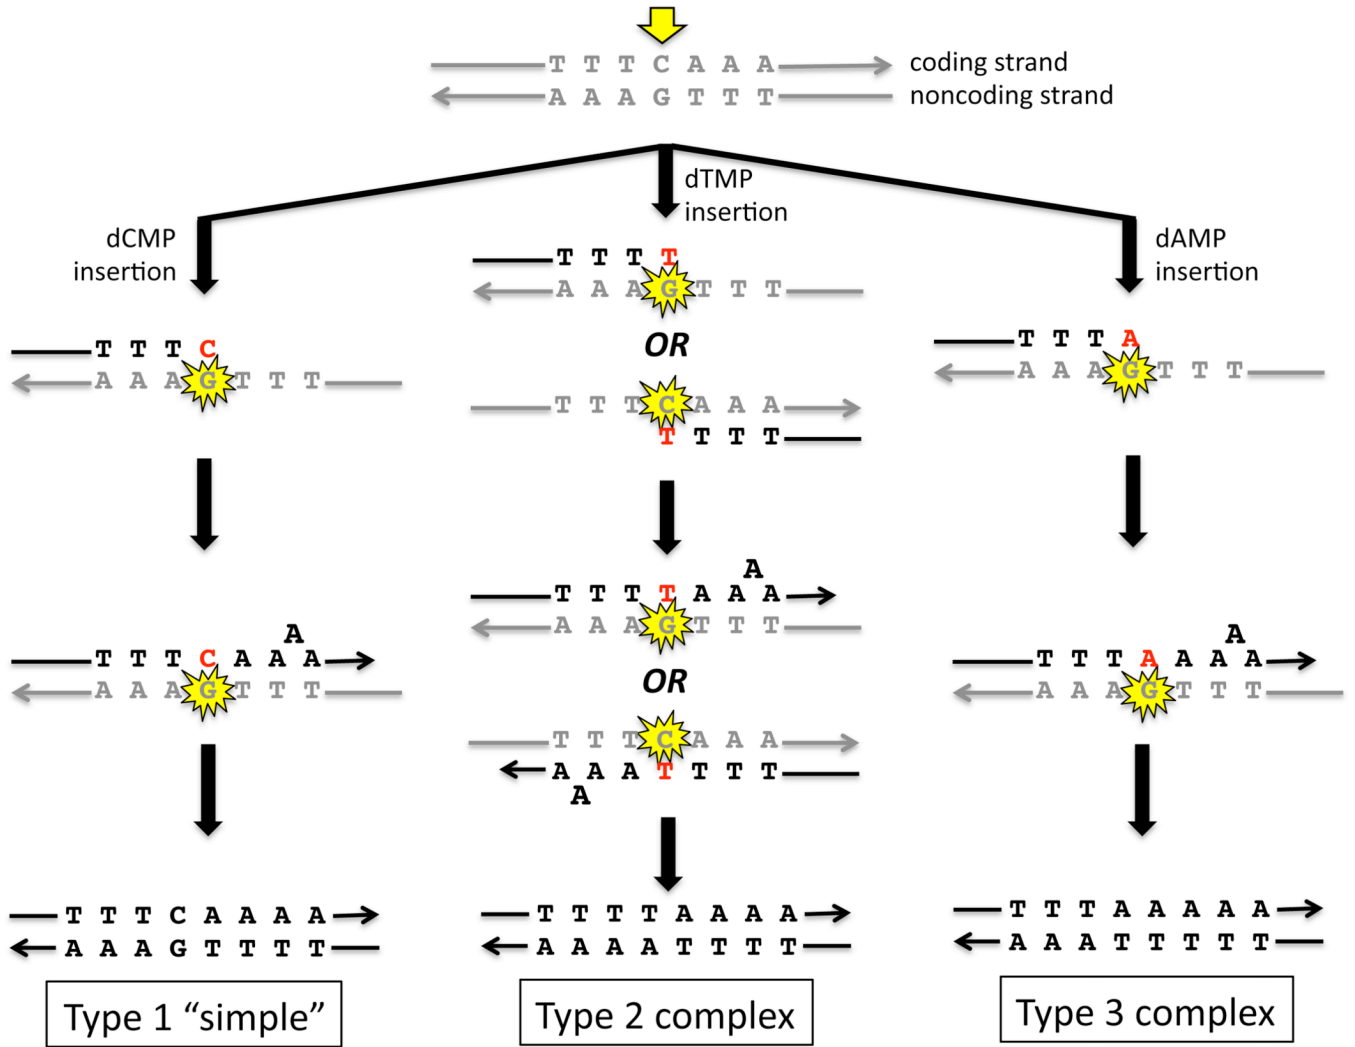 T T T C A A A coding strand
A A A G T T T noncoding strand
dTMP
insertion
dCMP
insertion
dAMP
insertion
T T T T
A A A G T T T
OR
T T T C A A A
T T T T
T T T C
A A A G T T T
T T T A
A A A G T T T
A
T T T T A A A
A A A G T T T
OR
T T T C A A A
A A A T T T T
A
A
T T T C A A A
A A A G T T T
A
T T T A A A A
A A A G T T T
T T T C A A A A
A A A G T T T T
T T T T A A A A
A A A A T T T T
T T T A A A A A
A A A T T T T T
Type 1 “simple”
Type 2 complex
Type 3 complex